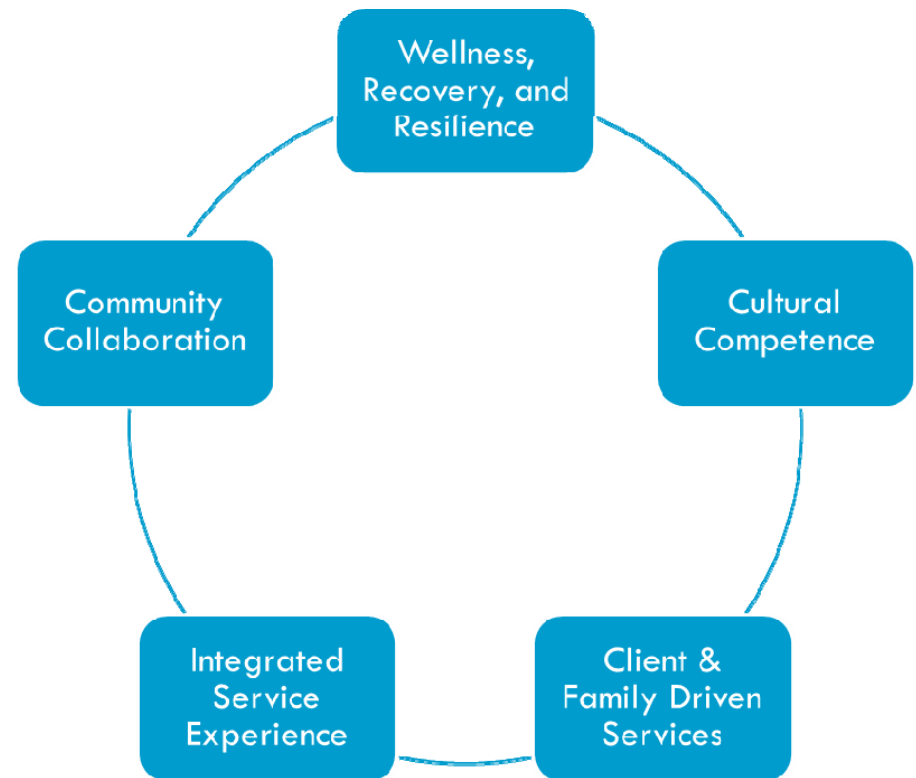 Wellness,
Recovery, and
Resilience
Community
Collaboration
Cultural
Competence
Integrated
Service
Experience
Client &
Family Driven
Services